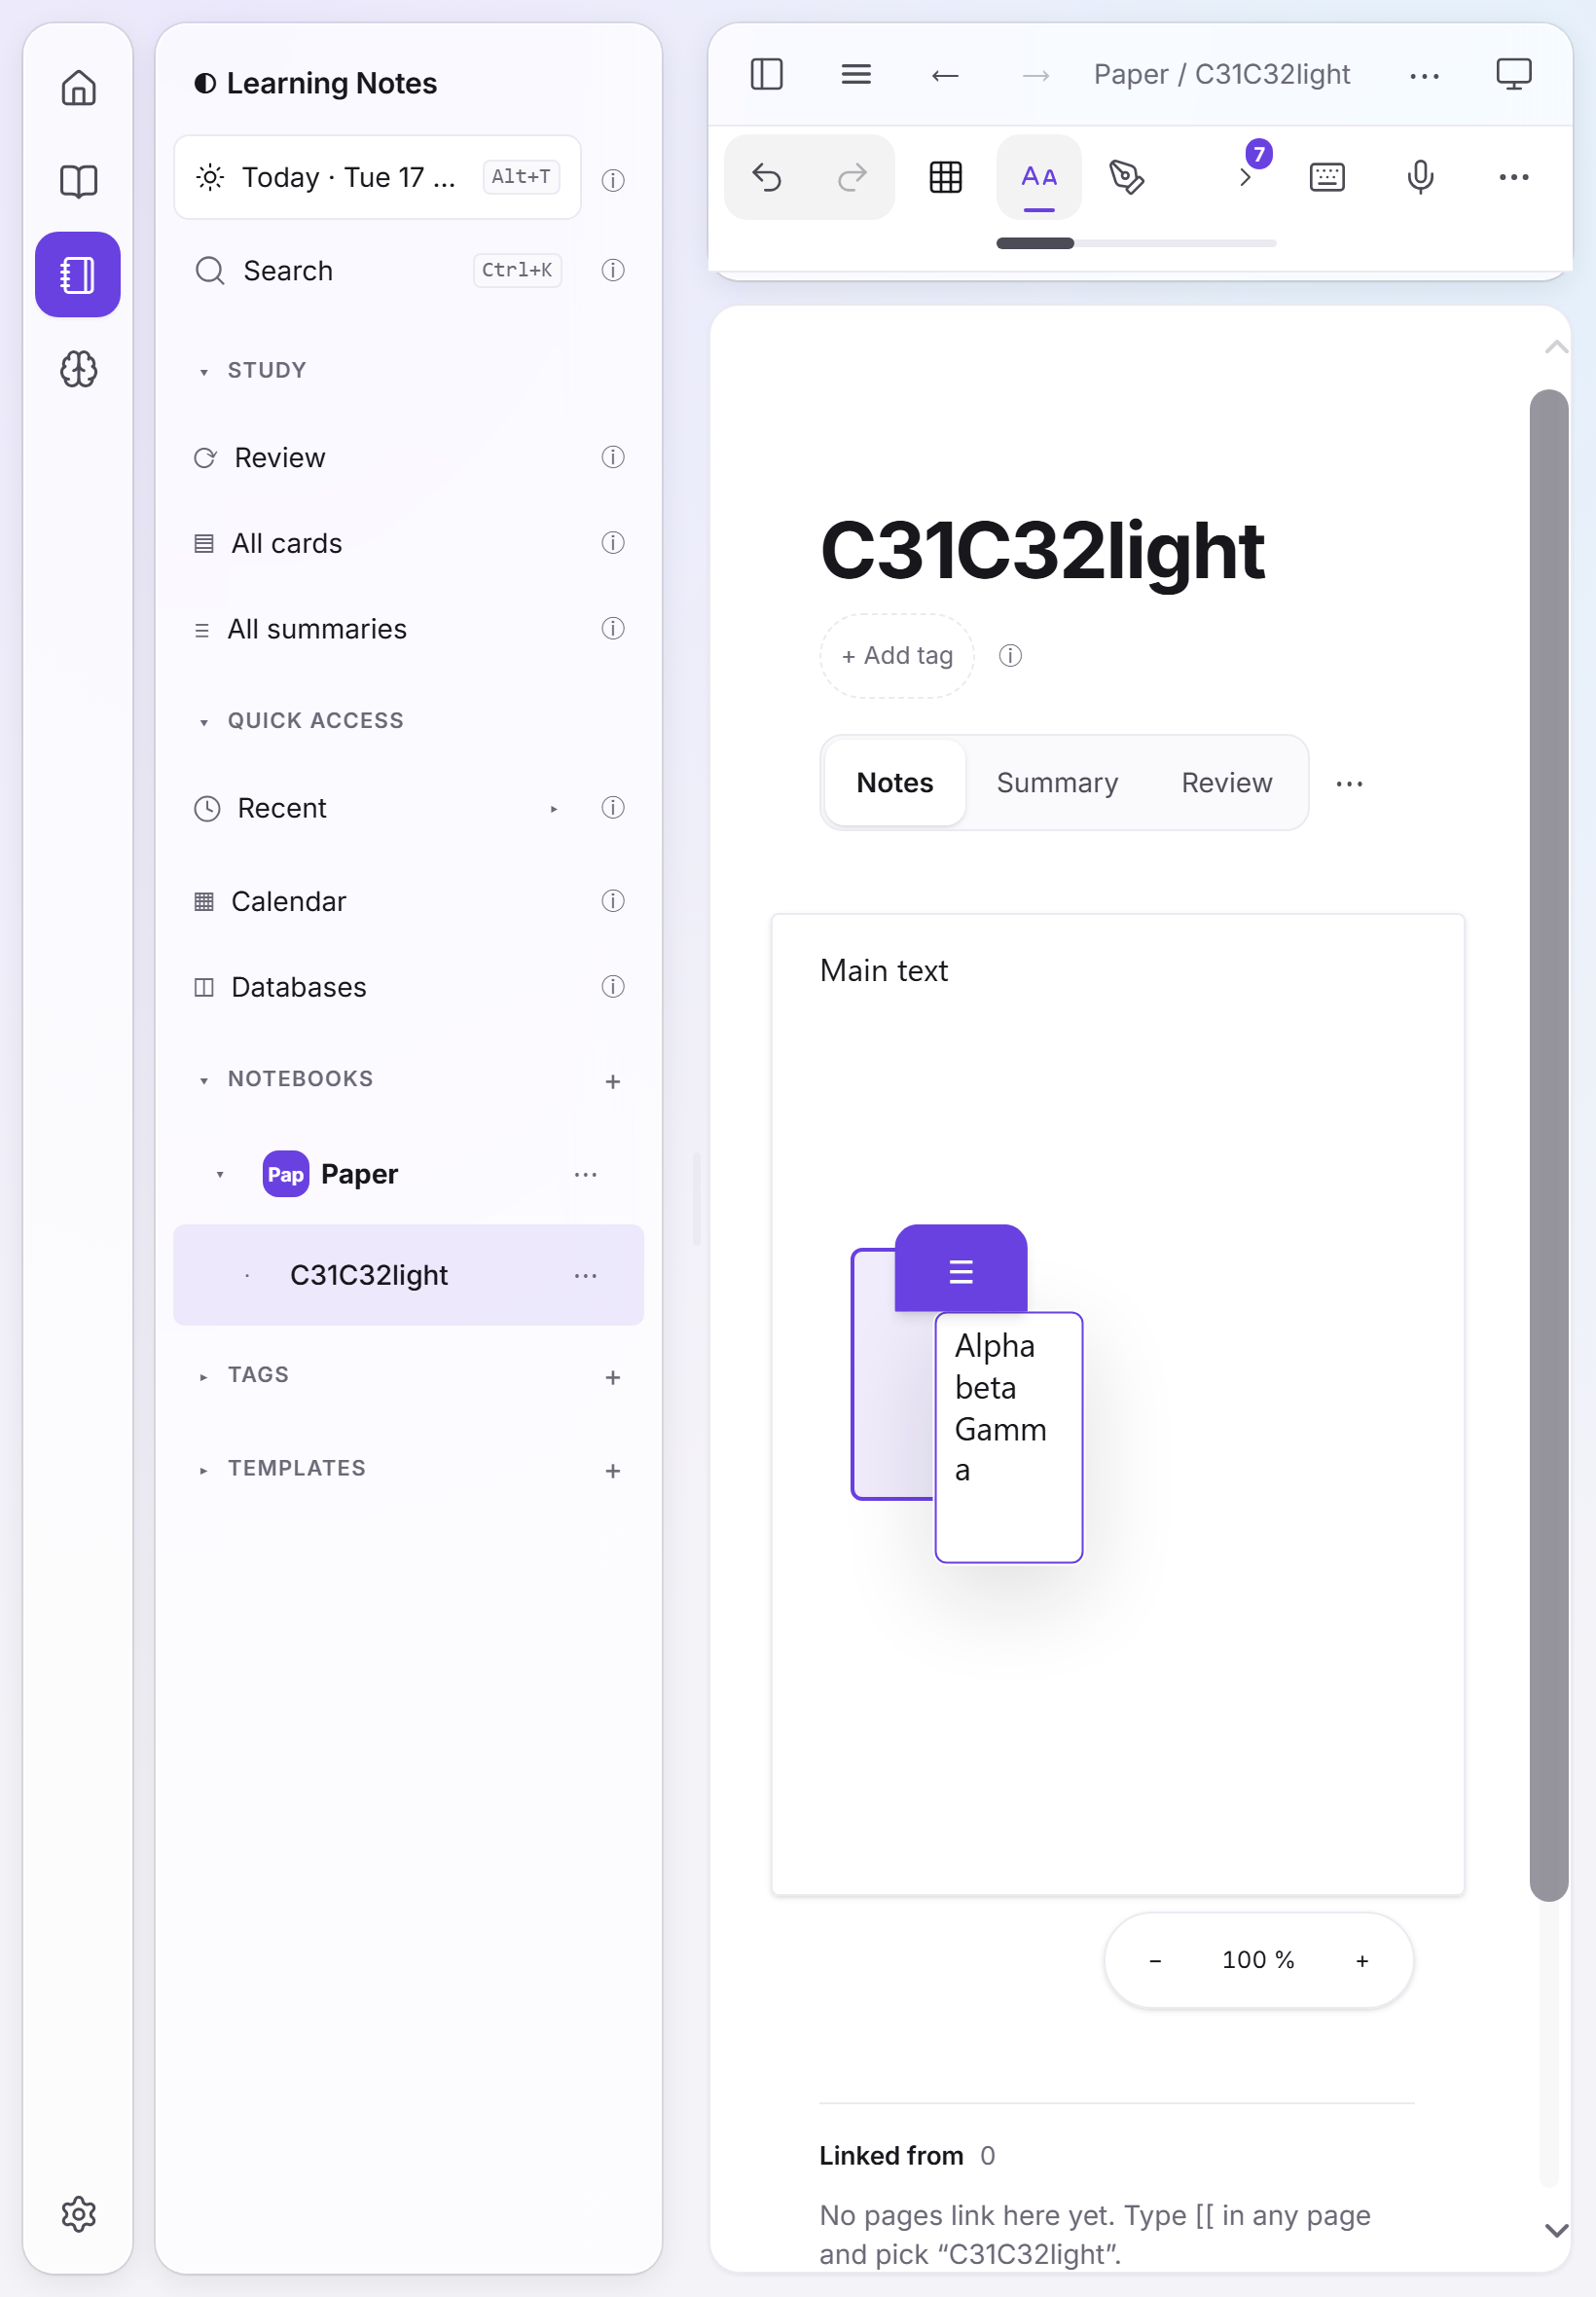 Learning Notes
Today · Tue 17 ... Alt+T
Search Ctrl+K
STUDY
Review
All cards
All summaries
QUICK ACCESS
Recent
Calendar
Databases
NOTEBOOKS
Pap Paper
C31C32light
TAGS
TEMPLATES
Paper / C31C32light
7
C31C32light
+ Add tag
Notes Summary Review
Main text
Alpha
beta
Gamm
a
− 100 % +
Linked from 0
No pages link here yet. Type [[ in any page
and pick “C31C32light”.